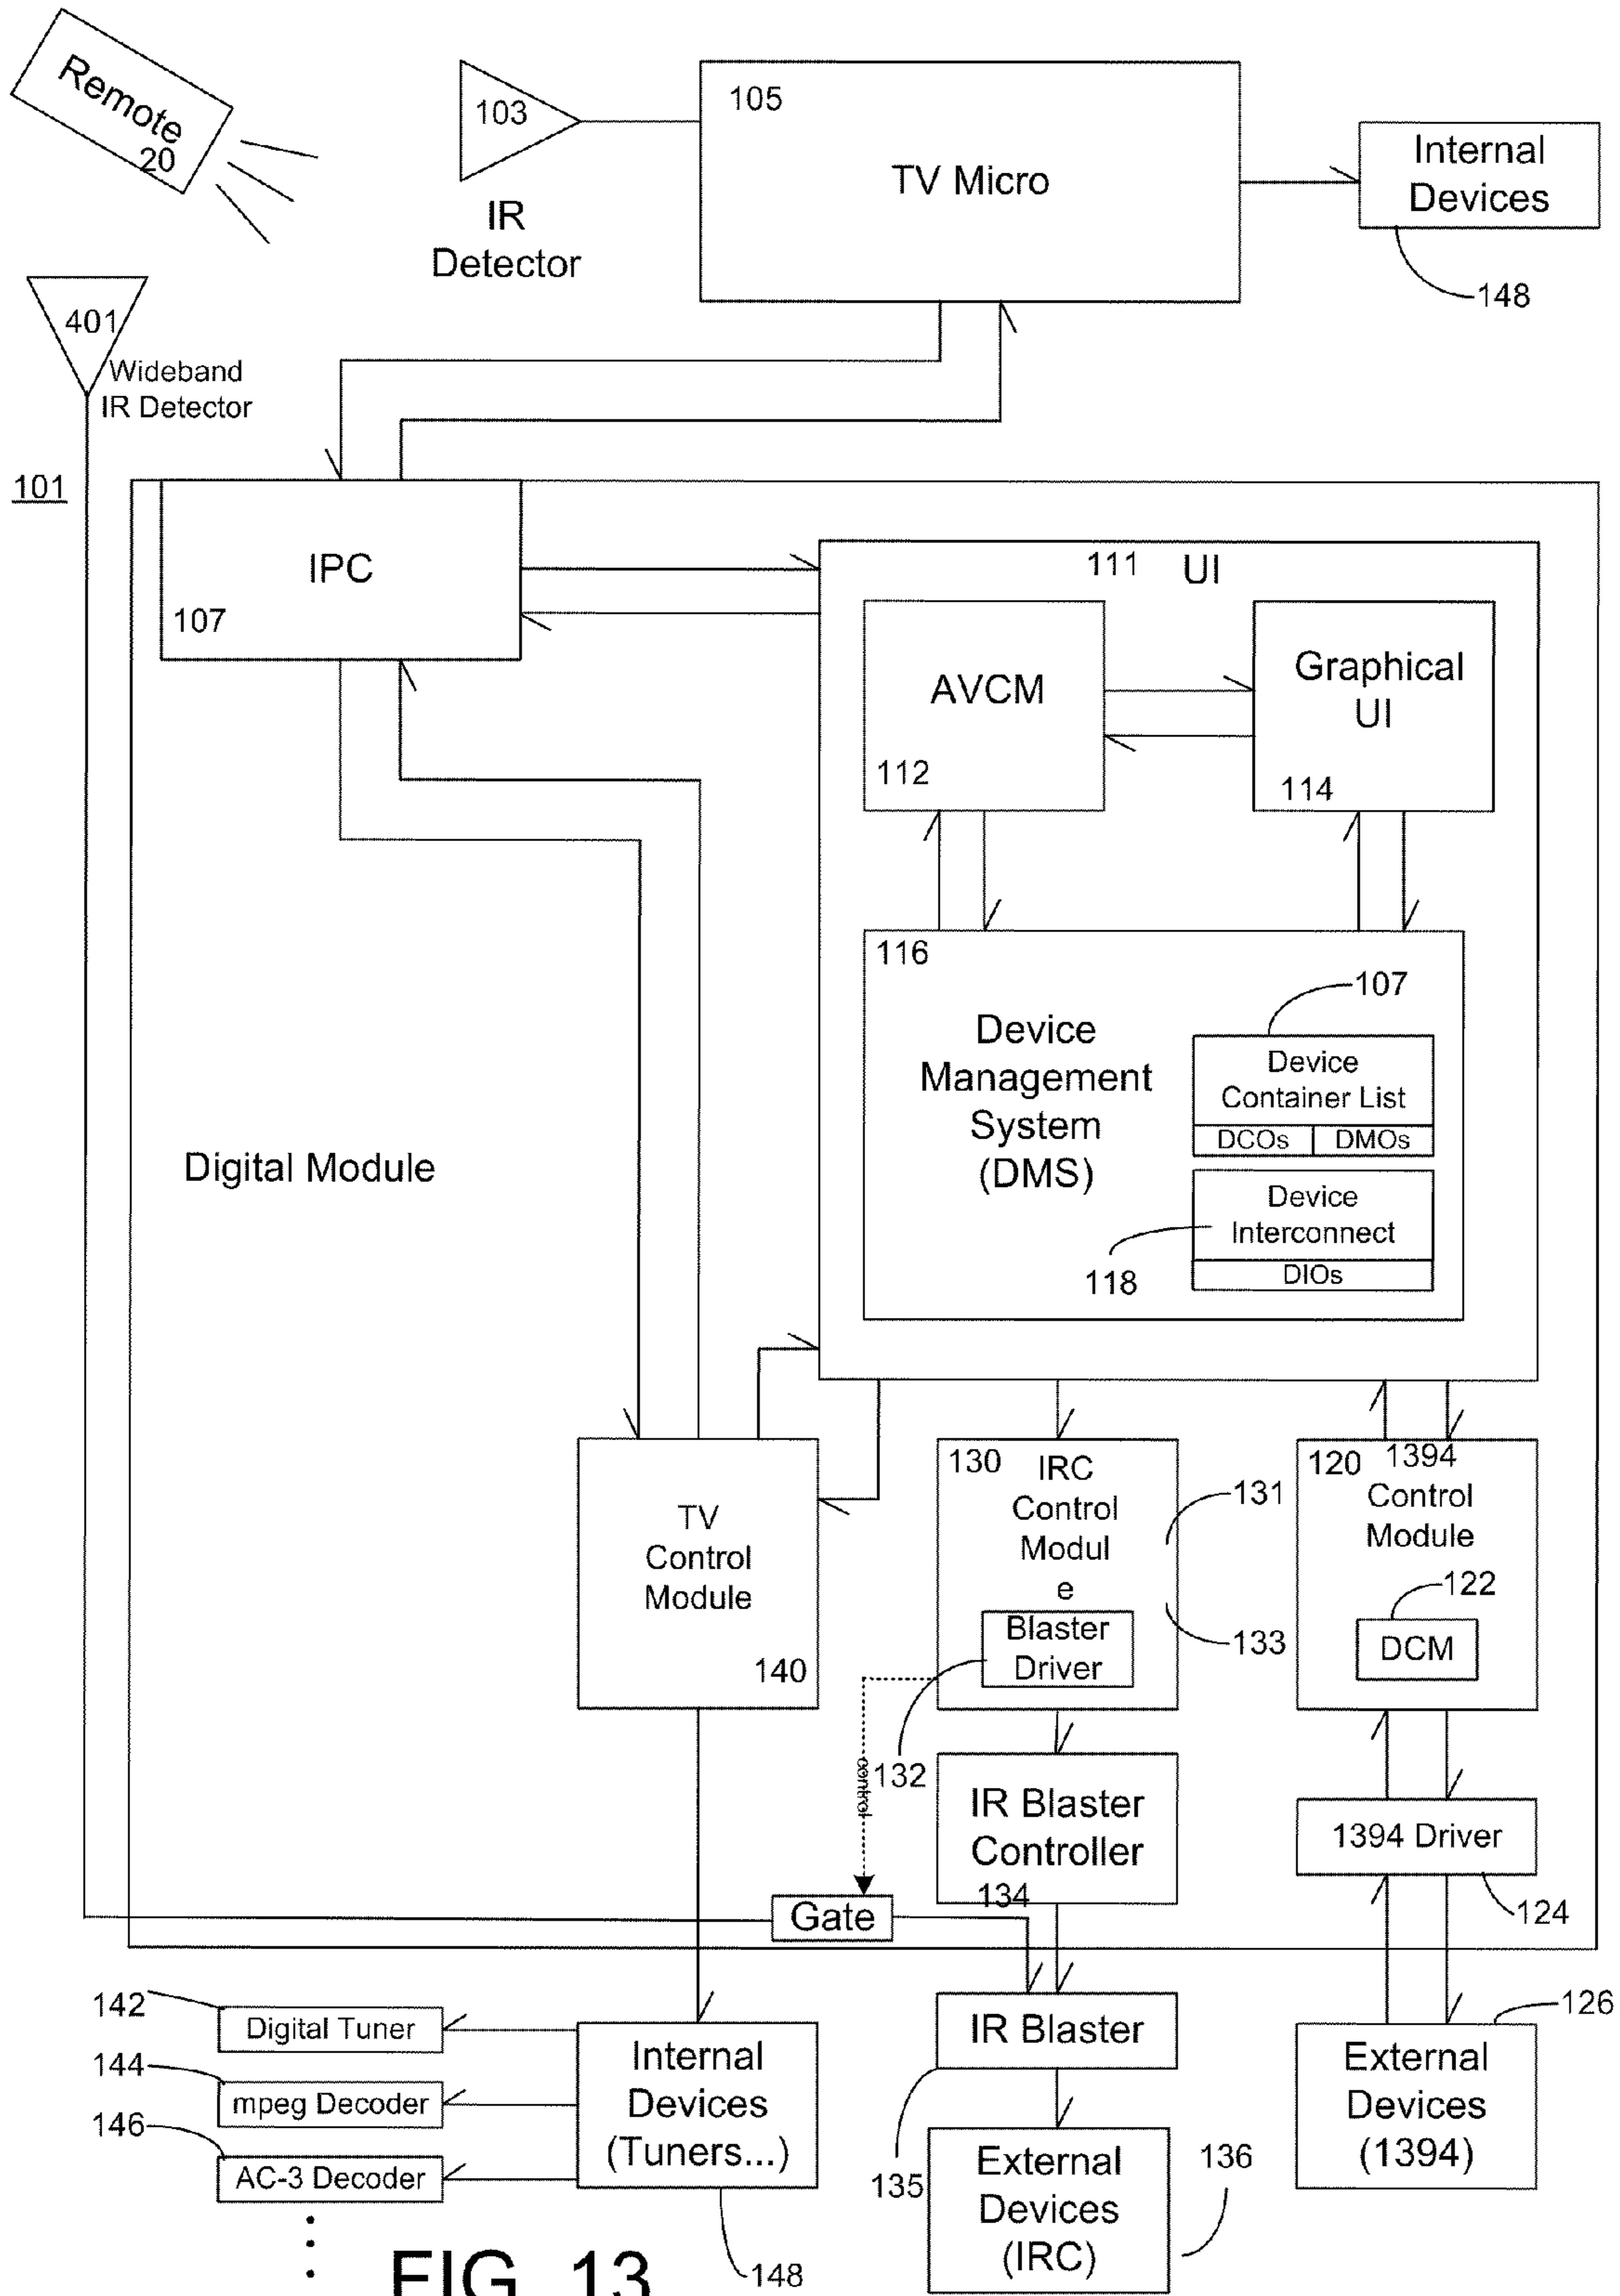 Remote
20
103
IR
Detector
105
TV Micro
Internal
Devices
148
401
Wideband
IR Detector
101
IPC
107
111 UI
AVCM
112
Graphical
UI
114
116
Device
Management
System
(DMS)
107
Device
Container List
DCOs DMOs
Device
Interconnect
DIOs
118
Digital Module
TV
Control
Module
140
130
IRC
Control
Modul
e
131
133
Blaster
Driver
132
control
120
1394
Control
Module
122
DCM
IR Blaster
Controller
134
1394 Driver
124
Gate
142
Digital Tuner
144
mpeg Decoder
146
AC-3 Decoder
Internal
Devices
(Tuners...)
148
IR Blaster
135
External
Devices
(IRC)
136
126
External
Devices
(1394)
FIG. 13